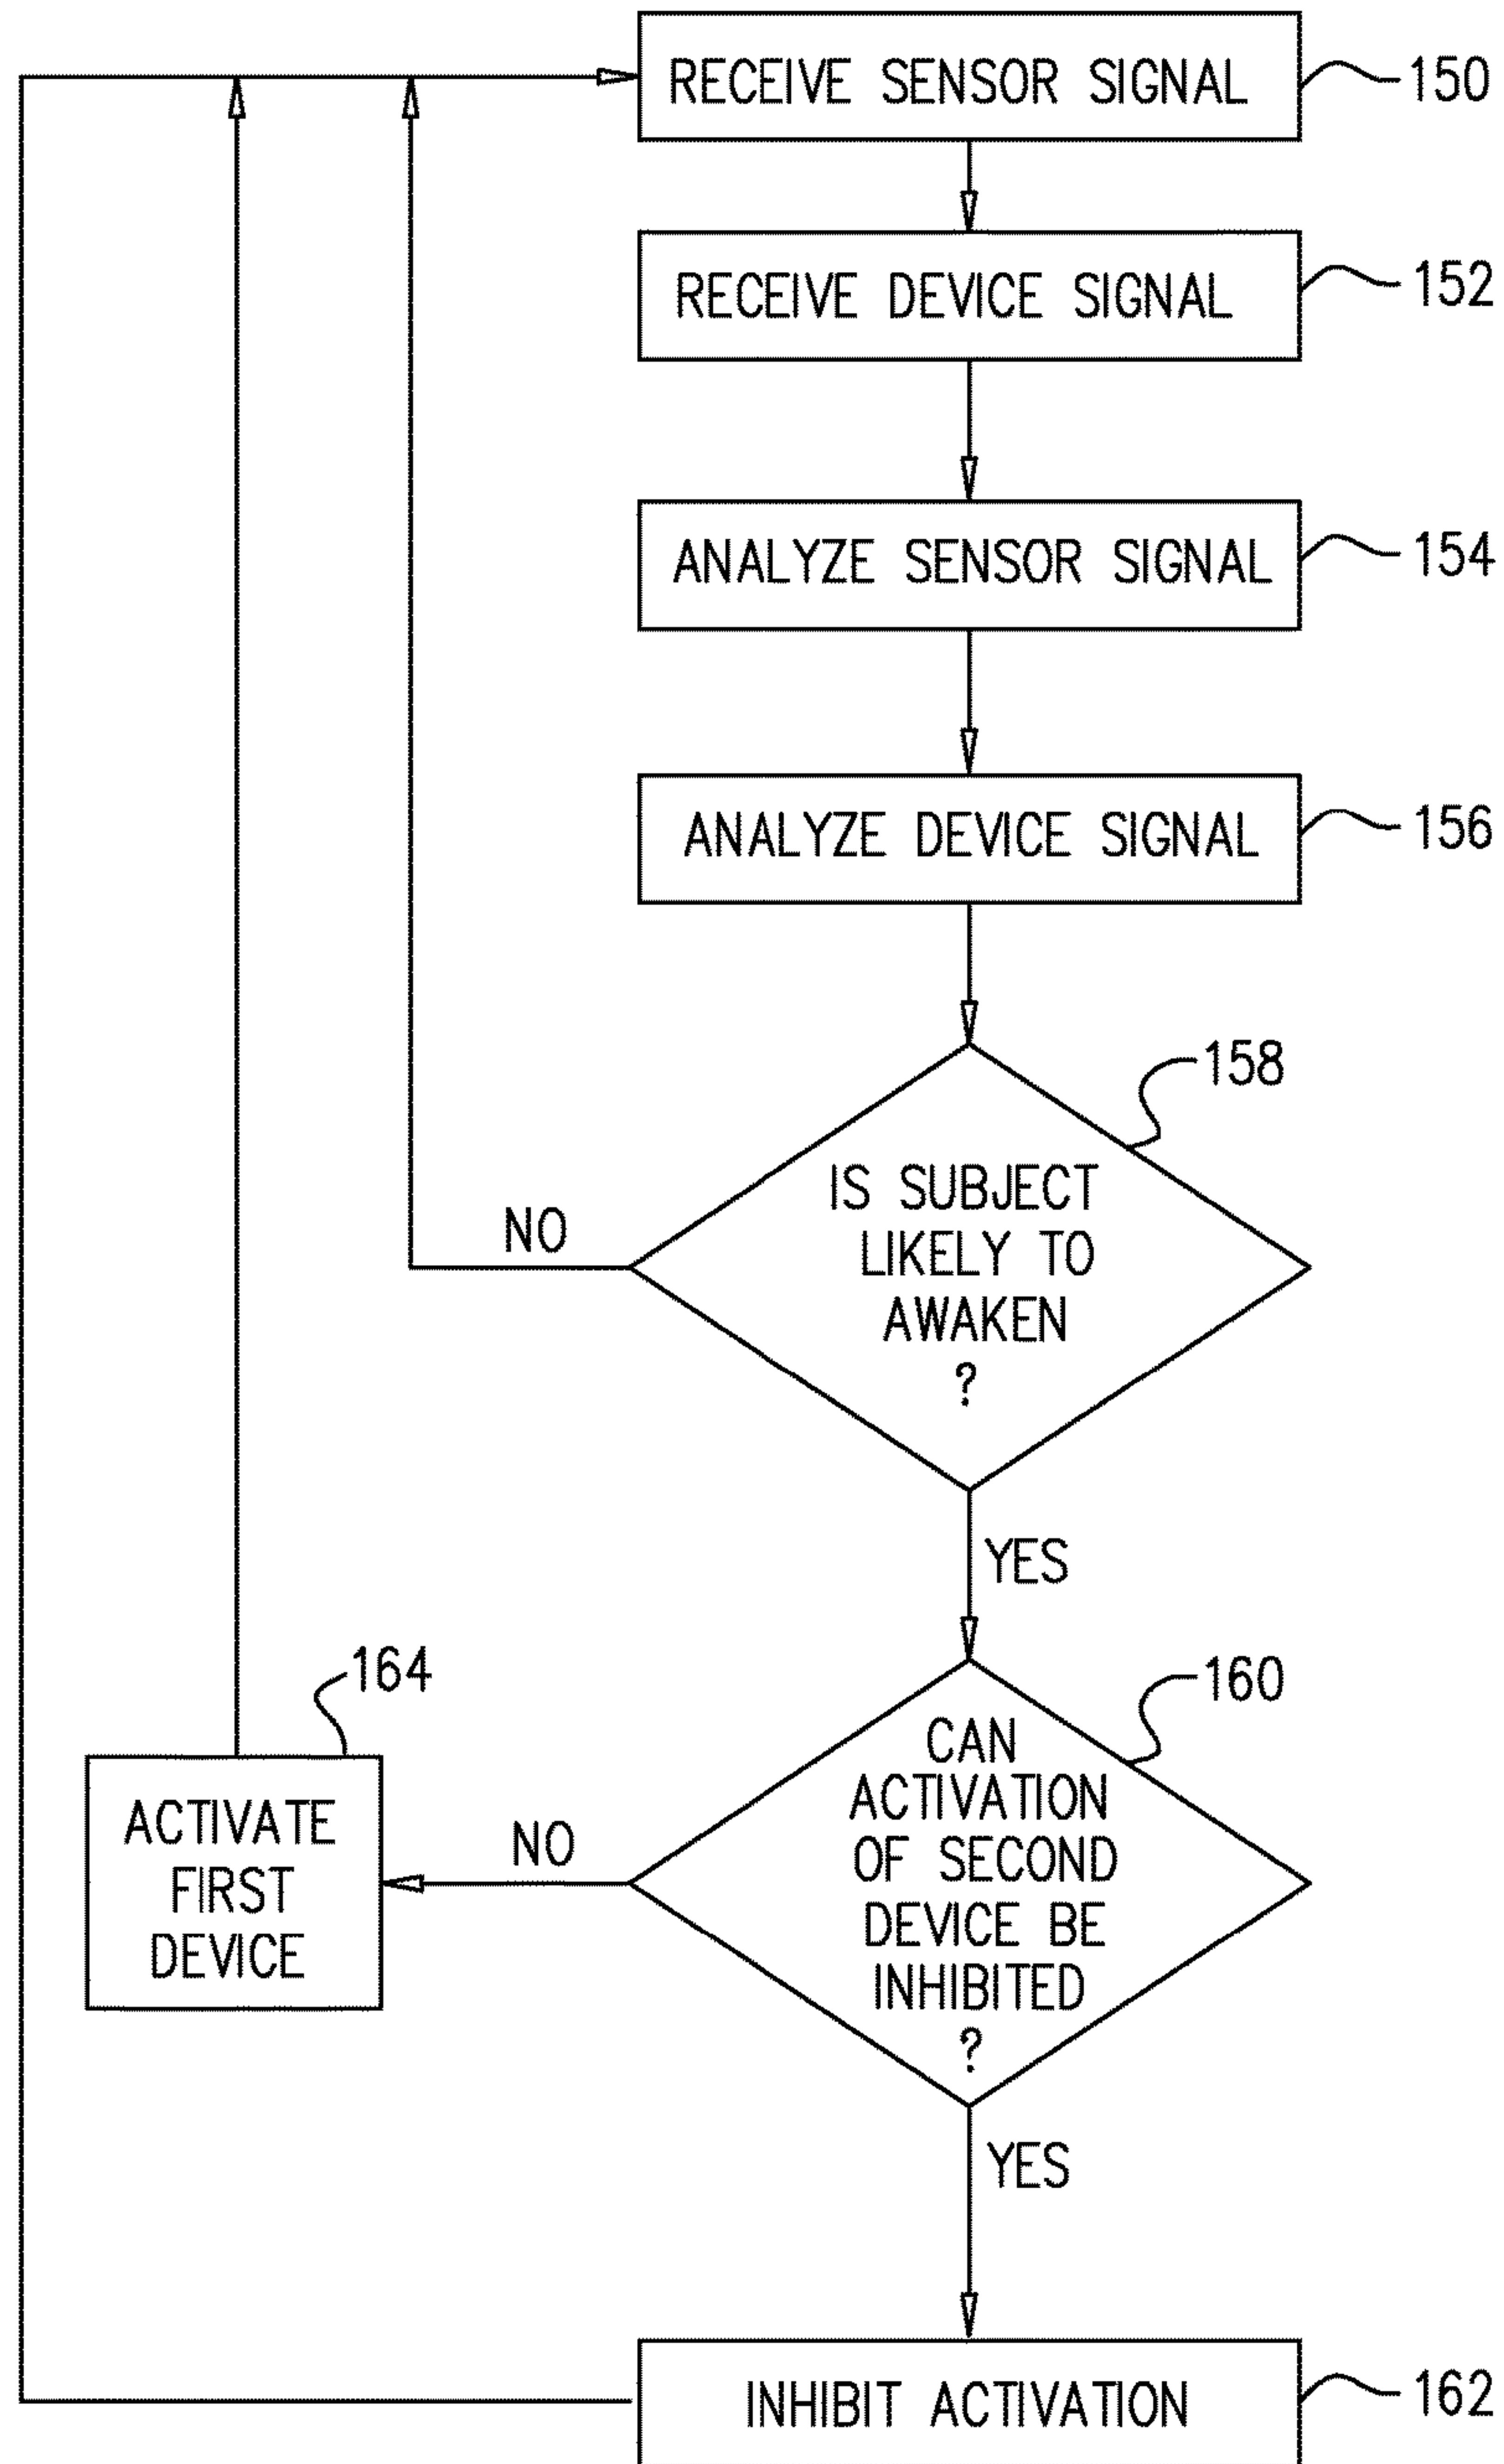 RECEIVE SENSOR SIGNAL
150
RECEIVE DEVICE SIGNAL
152
ANALYZE SENSOR SIGNAL
154
ANALYZE DEVICE SIGNAL
156
158
IS SUBJECT
LIKELY TO
AWAKEN
?
NO
YES
160
CAN
ACTIVATION
OF SECOND
DEVICE BE
INHIBITED
?
NO
164
ACTIVATE
FIRST
DEVICE
YES
INHIBIT ACTIVATION
162